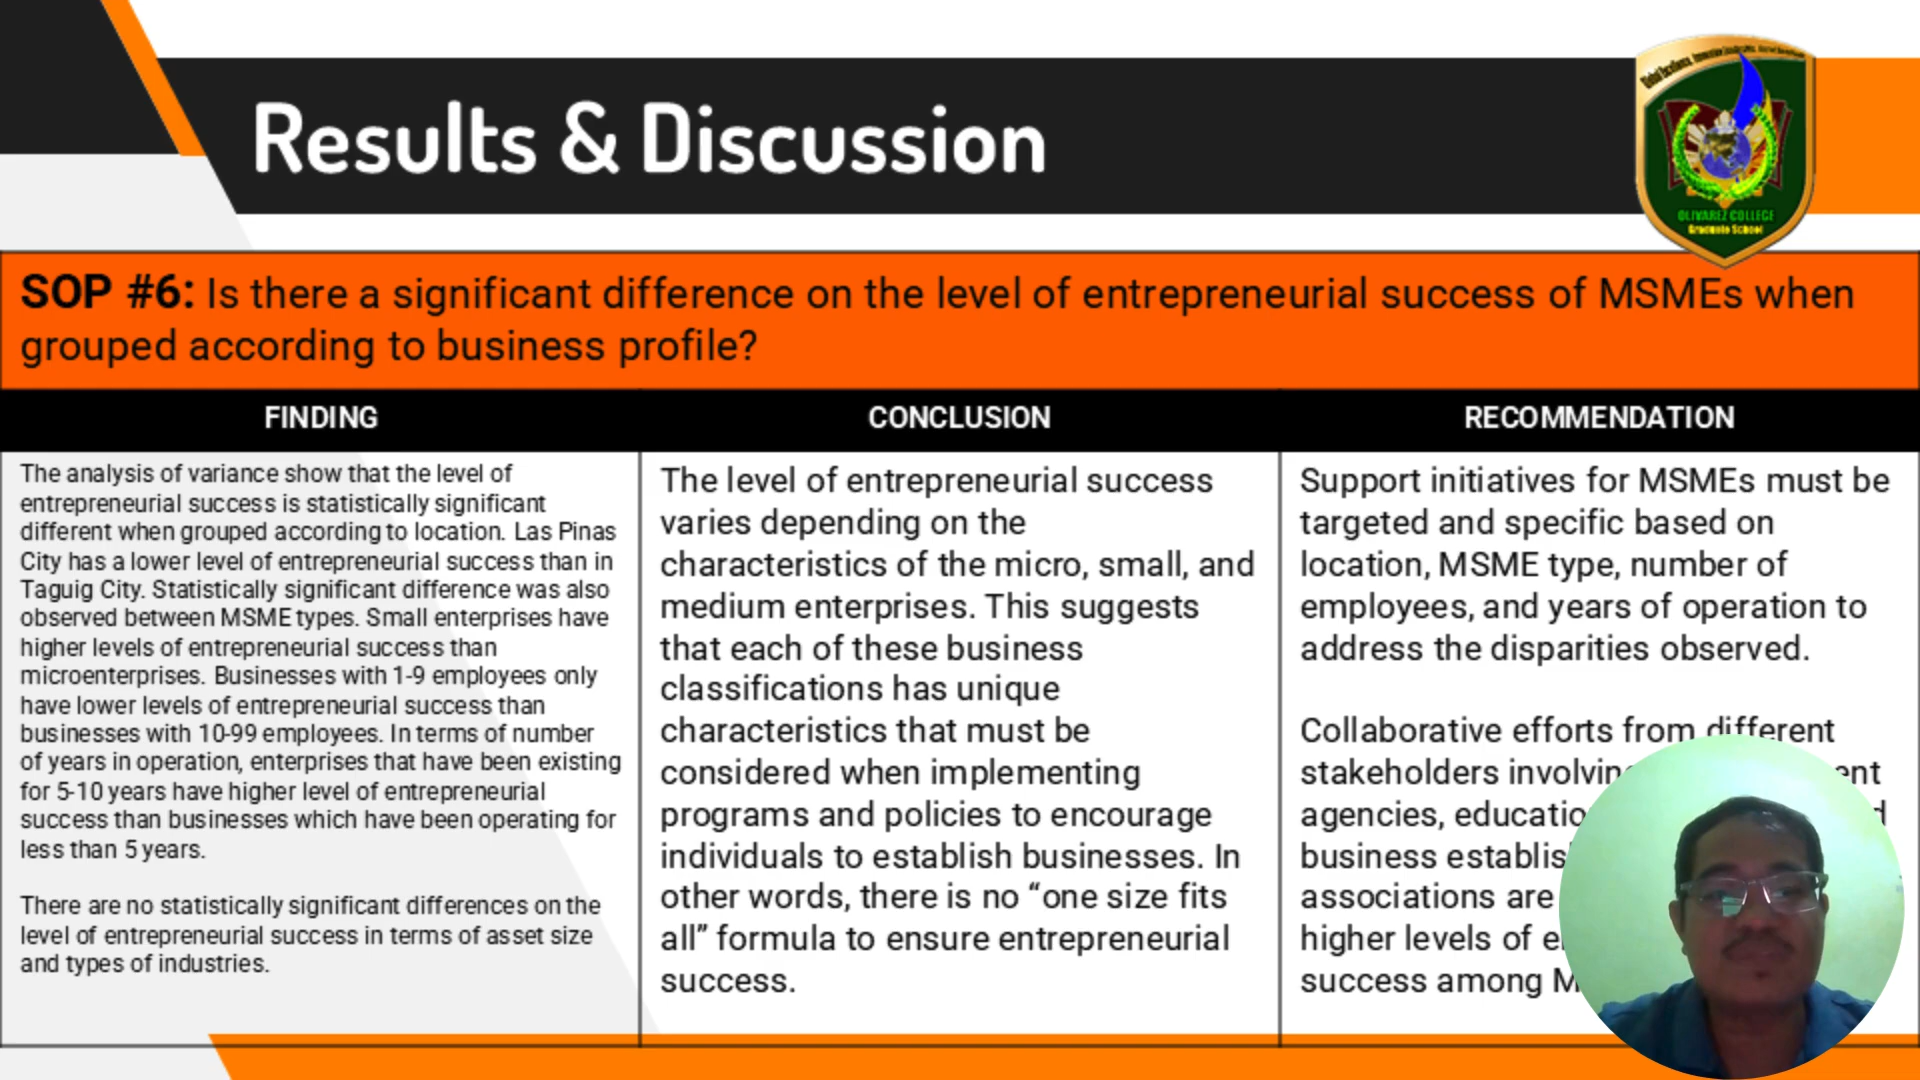 Results & Discussion
OLIVAREZ COLLEGE
Graduate School
SOP #6: Is there a significant difference on the level of entrepreneurial success of MSMEs when
grouped according to business profile?
FINDING
The analysis of variance show that the level of
entrepreneurial success is statistically significant
different when grouped according to location. Las Pinas
City has a lower level of entrepreneurial success than in
Taguig City. Statistically significant difference was also
observed between MSME types. Small enterprises have
higher levels of entrepreneurial success than
microenterprises. Businesses with 1-9 employees only
have lower levels of entrepreneurial success than
businesses with 10-99 employees. In terms of number
of years in operation, enterprises that have been existing
for 5-10 years have higher level of entrepreneurial
success than businesses which have been operating for
less than 5 years.
There are no statistically significant differences on the
level of entrepreneurial success in terms of asset size
and types of industries.
CONCLUSION
The level of entrepreneurial success
varies depending on the
characteristics of the micro, small, and
medium enterprises. This suggests
that each of these business
classifications has unique
characteristics that must be
considered when implementing
programs and policies to encourage
individuals to establish businesses. In
other words, there is no “one size fits
all” formula to ensure entrepreneurial
success.
RECOMMENDATION
Support initiatives for MSMEs must be
targeted and specific based on
location, MSME type, number of
employees, and years of operation to
address the disparities observed.
Collaborative efforts from different
stakeholders
agencies,
business
associations are
higher levels of
success among